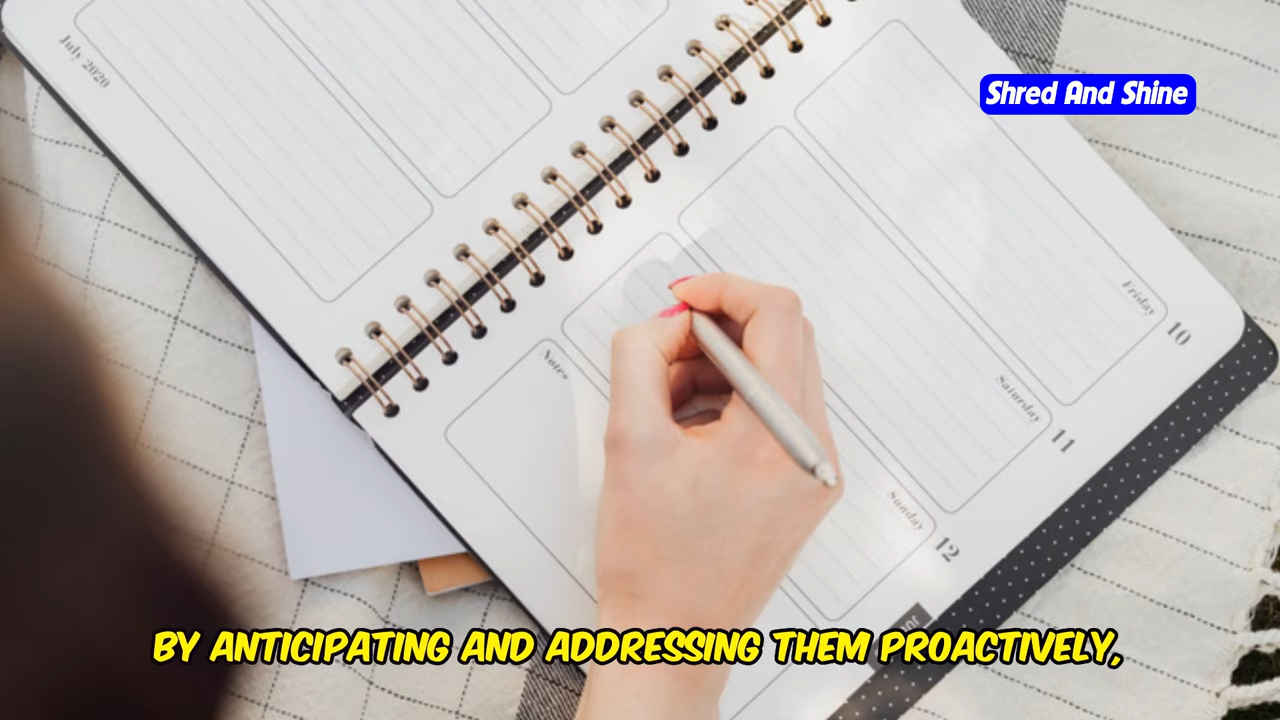 July 2020
Shred And Shine
Friday
10
Saturday
11
Notes
Sunday
12
BY ANTICIPATING AND ADDRESSING THEM PROACTIVELY,